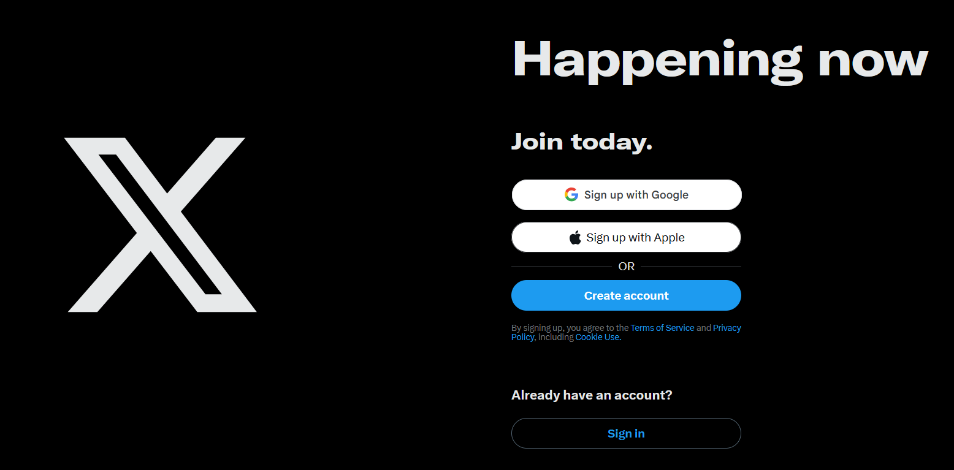 Happening now
Join today.
Sign up with Google
Sign up with Apple
OR
Create account
By signing up, you agree to the Terms of Service and Privacy
Policy, including Cookie Use.
Already have an account?
Sign in